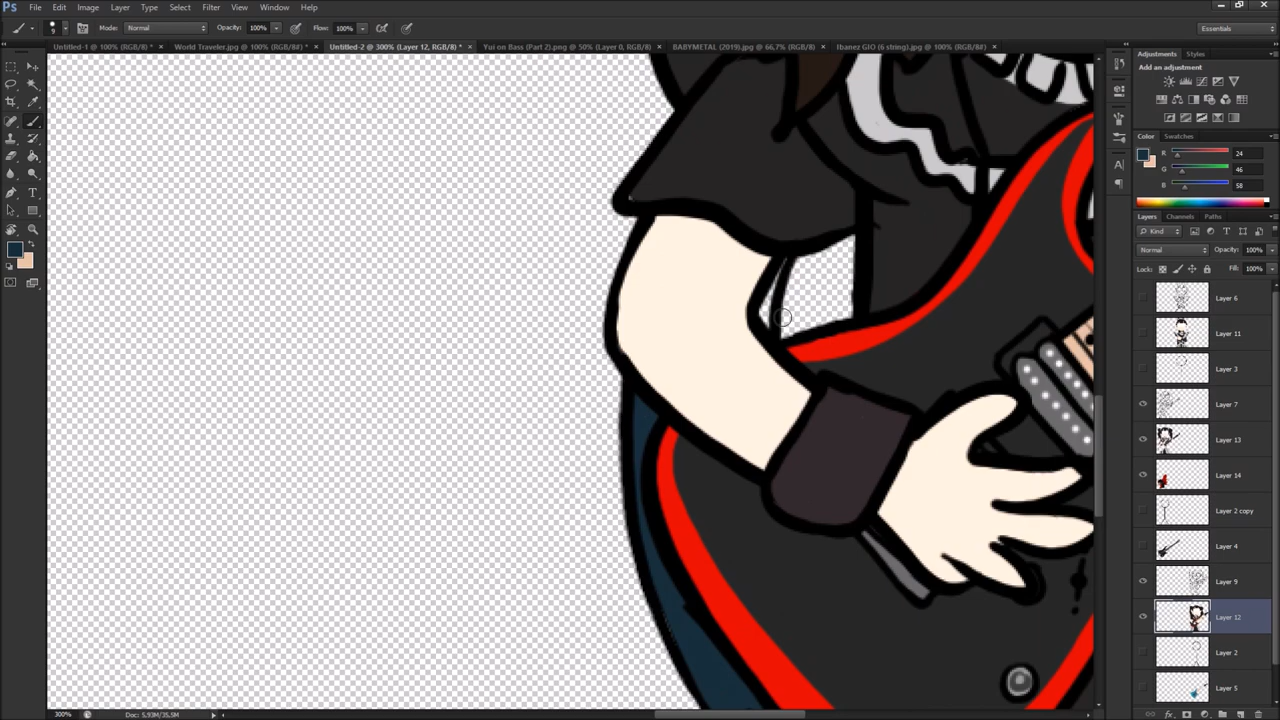 Ps File Edit Image Layer Type Select Filter View Window Help
9 Mode: Normal Opacity: 100% Flow: 100% Essentials
Untitled-1 @ 100% (RGB/8) * × World Traveler.jpg @ 100% (RGB/8#) * × Untitled-2 @ 300% (Layer 12, RGB/8) * × Yui on Bass (Part 2).png @ 50% (Layer 0, RGB/8) × BABYMETAL (2019).jpg @ 66,7% (RGB/8) × Ibanez GIO (6 string).jpg @ 100% (RGB/8#) ×
Adjustments Styles
Add an adjustment
Color Swatches
R 24
G 46
B 58
Layers Channels Paths
Kind
Normal Opacity: 100%
Lock: Fill: 100%
Layer 6
Layer 11
Layer 3
Layer 7
Layer 13
Layer 14
Layer 2 copy
Layer 4
Layer 9
Layer 12
Layer 2
Layer 5
300% Doc: 5,93M/35,5M